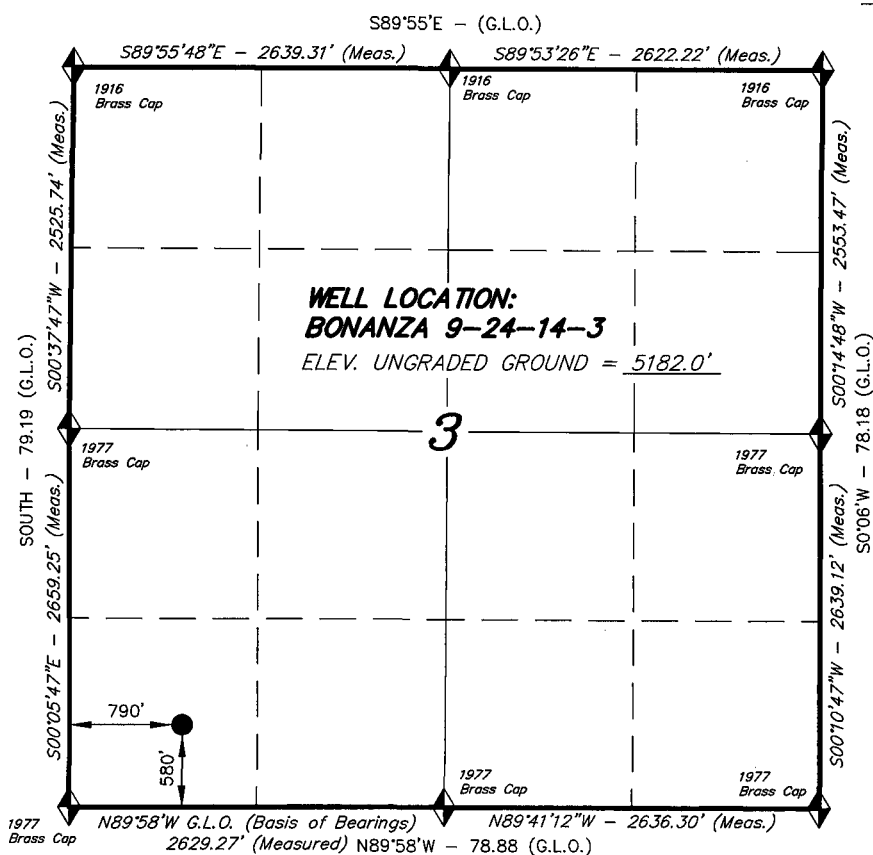 S89°55'E - (G.L.O.)
S89°55'48"E - 2639.31' (Meas.)
S89°53'26"E - 2622.22' (Meas.)
1916
Brass Cap
1916
Brass Cap
1916
Brass Cap
S00°37'47"W - 2525.74' (Meas.)
S00°14'48"W - 2553.47' (Meas.)
WELL LOCATION:
BONANZA 9-24-14-3
ELEV. UNGRADED GROUND = 5182.0'
SOUTH - 79.19 (G.L.O.)
S0°06'W - 78.18 (G.L.O.)
3
1977
Brass Cap
1977
Brass Cap
S00°05'47"E - 2659.25' (Meas.)
S00°10'47"W - 2639.12' (Meas.)
790'
580'
1977
Brass Cap
1977
Brass Cap
1977
Brass Cap
N89°58'W G.L.O. (Basis of Bearings)
N89°41'12"W - 2636.30' (Meas.)
2629.27' (Measured)
N89°58'W - 78.88 (G.L.O.)